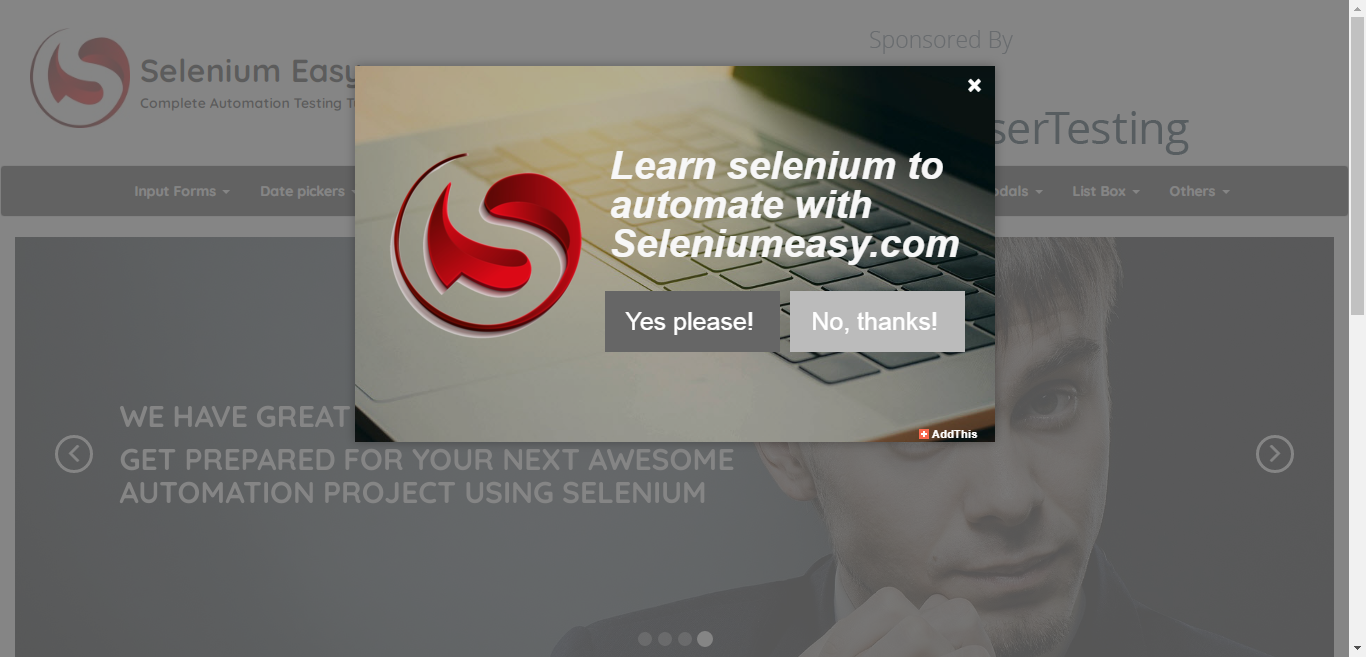 Sponsored By
Selenium Easy
Complete Automation Testing
serTesting
Input Forms
Date pickers
List Box
Others
Learn selenium to
automate with
Seleniumeasy.com
Yes please!
No, thanks!
AddThis
WE HAVE GREAT
GET PREPARED FOR YOUR NEXT AWESOME
AUTOMATION PROJECT USING SELENIUM